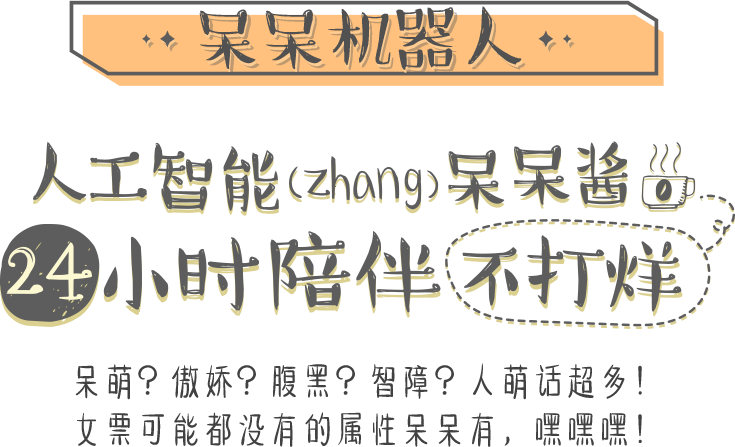 呆呆机器人
人工智能(zhang)呆呆酱
24小时陪伴 不打烊
呆萌？傲娇？腹黑？智障？人萌话超多！
女票可能都没有的属性呆呆有，嘿嘿嘿！